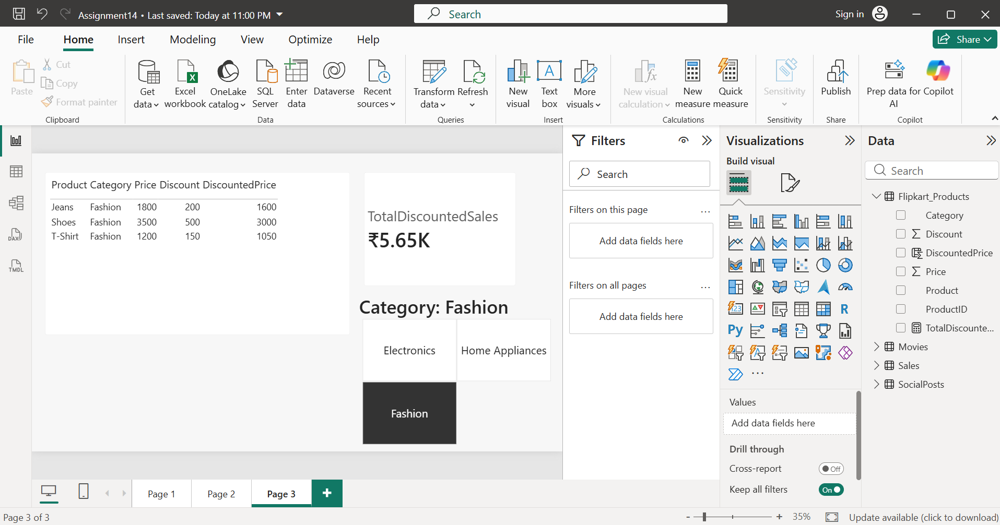 Assignment14 • Last saved: Today at 11:00 PM
Search
Sign in
File Home Insert Modeling View Optimize Help
Share
Paste
Cut
Copy
Format painter
Clipboard
Get data
Excel workbook
OneLake catalog
SQL Server
Enter data
Dataverse
Recent sources
Data
Transform data
Refresh
Queries
New visual
Text box
More visuals
Insert
New visual calculation
New measure
Quick measure
Calculations
Sensitivity
Sensitivity
Publish
Share
Prep data for AI
Copilot
Copilot
DAX
TMDL
Product Category Price Discount DiscountedPrice
Jeans Fashion 1800 200 1600
Shoes Fashion 3500 500 3000
T-Shirt Fashion 1200 150 1050
TotalDiscountedSales
₹5.65K
Category: Fashion
Electronics
Home Appliances
Fashion
Filters
Search
Filters on this page ...
Add data fields here
Filters on all pages ...
Add data fields here
Visualizations
Build visual
123
R
Py
...
Values
Add data fields here
Drill through
Cross-report Off
Keep all filters On
Data
Search
Flipkart_Products
Category
Discount
DiscountedPrice
Price
Product
ProductID
TotalDiscounte...
Movies
Sales
SocialPosts
Page 1
Page 2
Page 3
+
Page 3 of 3
- + 35%
Update available (click to download)